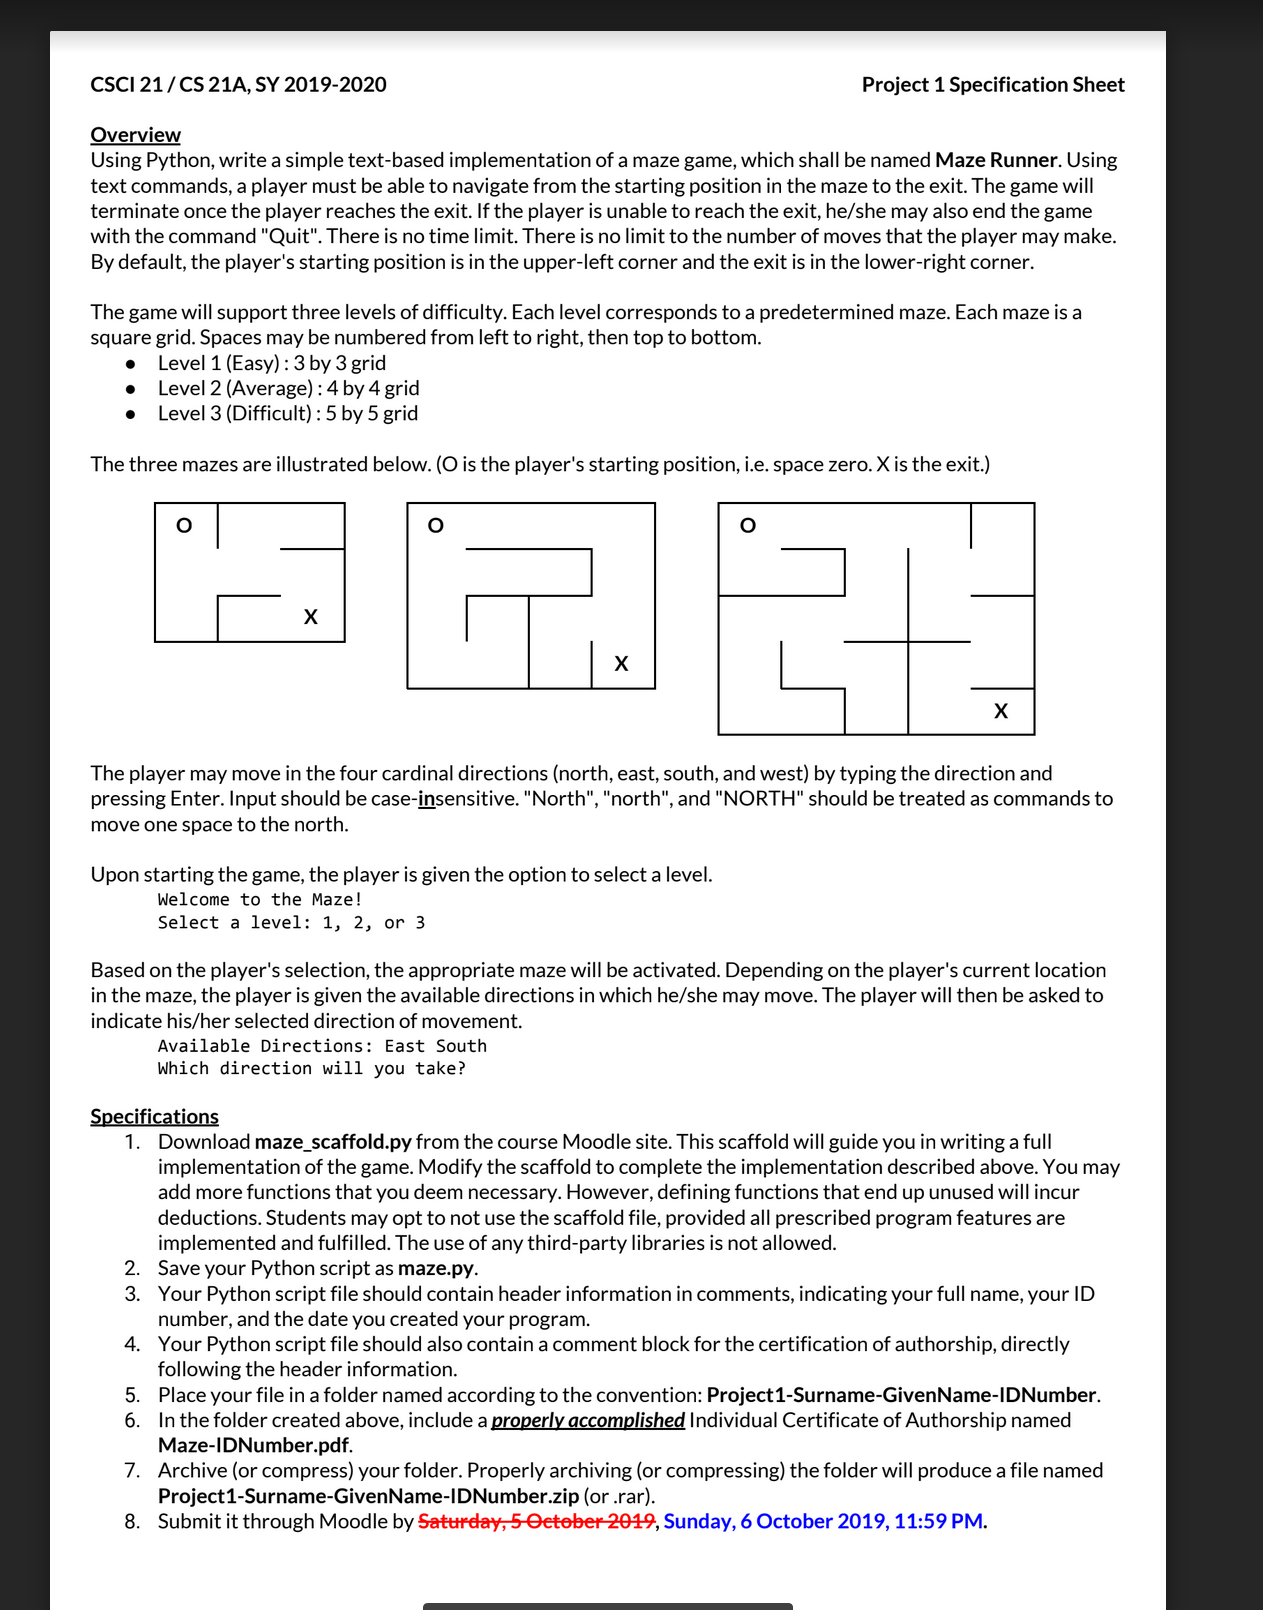 CSCI 21 / CS 21A, SY 2019-2020 Project 1 Specification Sheet
Overview
Using Python, write a simple text-based implementation of a maze game, which shall be named Maze Runner. Using
text commands, a player must be able to navigate from the starting position in the maze to the exit. The game will
terminate once the player reaches the exit. If the player is unable to reach the exit, he/she may also end the game
with the command "Quit". There is no time limit. There is no limit to the number of moves that the player may make.
By default, the player's starting position is in the upper-left corner and the exit is in the lower-right corner.
The game will support three levels of difficulty. Each level corresponds to a predetermined maze. Each maze is a
square grid. Spaces may be numbered from left to right, then top to bottom.
● Level 1 (Easy) : 3 by 3 grid
● Level 2 (Average) : 4 by 4 grid
● Level 3 (Difficult) : 5 by 5 grid
The three mazes are illustrated below. (O is the player's starting position, i.e. space zero. X is the exit.)
O O O
X
X
X
The player may move in the four cardinal directions (north, east, south, and west) by typing the direction and
pressing Enter. Input should be case-insensitive. "North", "north", and "NORTH" should be treated as commands to
move one space to the north.
Upon starting the game, the player is given the option to select a level.
Welcome to the Maze!
Select a level: 1, 2, or 3
Based on the player's selection, the appropriate maze will be activated. Depending on the player's current location
in the maze, the player is given the available directions in which he/she may move. The player will then be asked to
indicate his/her selected direction of movement.
Available Directions: East South
Which direction will you take?
Specifications
1. Download maze_scaffold.py from the course Moodle site. This scaffold will guide you in writing a full
implementation of the game. Modify the scaffold to complete the implementation described above. You may
add more functions that you deem necessary. However, defining functions that end up unused will incur
deductions. Students may opt to not use the scaffold file, provided all prescribed program features are
implemented and fulfilled. The use of any third-party libraries is not allowed.
2. Save your Python script as maze.py.
3. Your Python script file should contain header information in comments, indicating your full name, your ID
number, and the date you created your program.
4. Your Python script file should also contain a comment block for the certification of authorship, directly
following the header information.
5. Place your file in a folder named according to the convention: Project1-Surname-GivenName-IDNumber.
6. In the folder created above, include a properly accomplished Individual Certificate of Authorship named
Maze-IDNumber.pdf.
7. Archive (or compress) your folder. Properly archiving (or compressing) the folder will produce a file named
Project1-Surname-GivenName-IDNumber.zip (or .rar).
8. Submit it through Moodle by Saturday, 5 October 2019, Sunday, 6 October 2019, 11:59 PM.